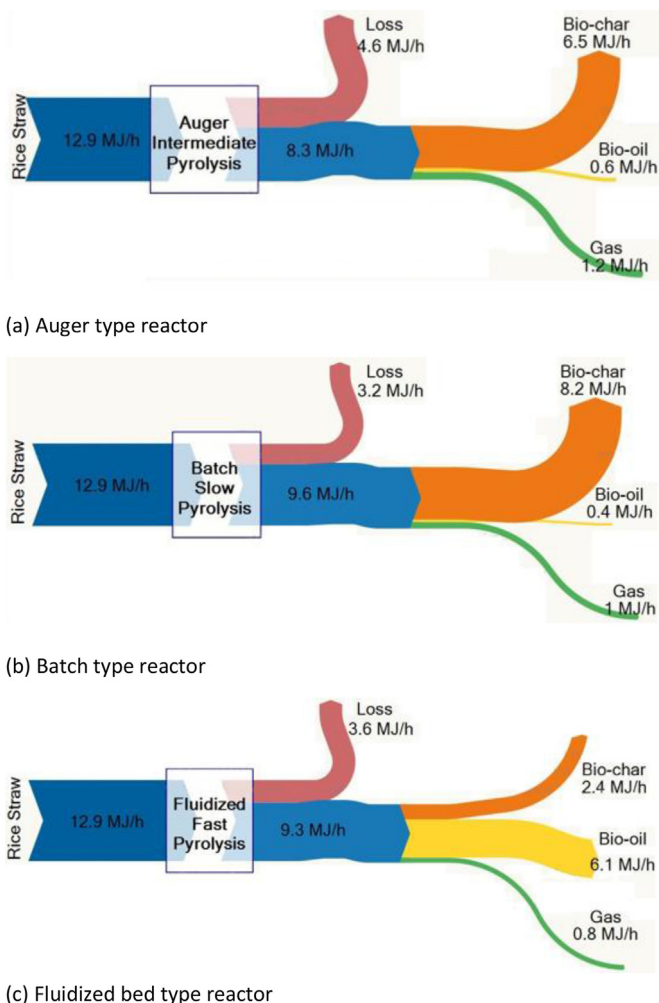 Rice Straw
12.9 MJ/h
Auger
Intermediate
Pyrolysis
Loss
4.6 MJ/h
8.3 MJ/h
Bio-char
6.5 MJ/h
Bio-oil
0.6 MJ/h
Gas
1.2 MJ/h
(a) Auger type reactor
Rice Straw
12.9 MJ/h
Batch
Slow
Pyrolysis
Loss
3.2 MJ/h
9.6 MJ/h
Bio-char
8.2 MJ/h
Bio-oil
0.4 MJ/h
Gas
1 MJ/h
(b) Batch type reactor
Rice Straw
12.9 MJ/h
Fluidized
Fast
Pyrolysis
Loss
3.6 MJ/h
9.3 MJ/h
Bio-char
2.4 MJ/h
Bio-oil
6.1 MJ/h
Gas
0.8 MJ/h
(c) Fluidized bed type reactor